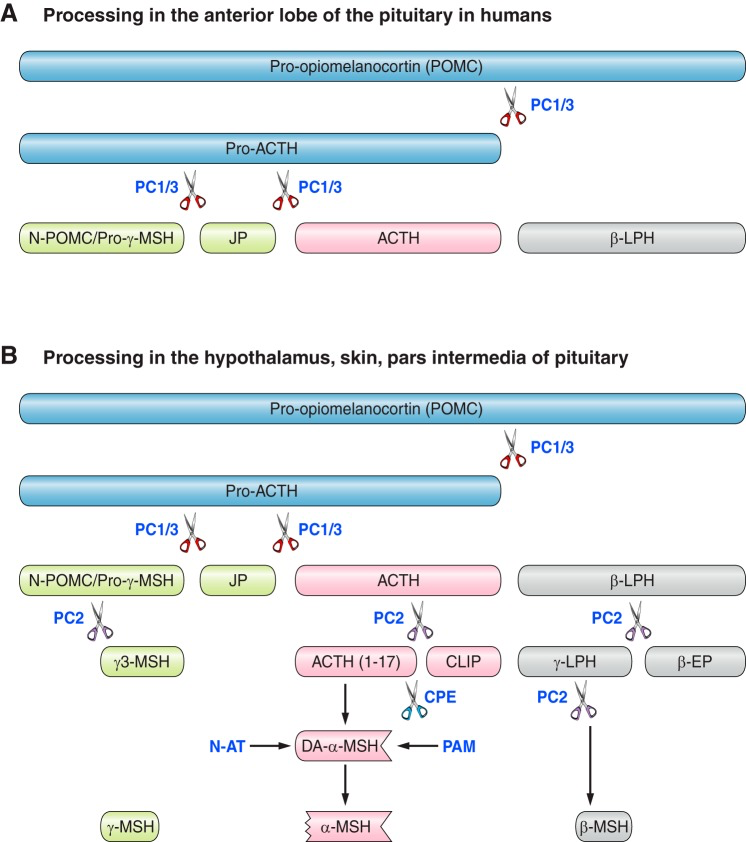 A Processing in the anterior lobe of the pituitary in humans
Pro-opiomelanocortin (POMC)
PC1/3
Pro-ACTH
PC1/3 PC1/3
N-POMC/Pro-γ-MSH JP ACTH β-LPH
B Processing in the hypothalamus, skin, pars intermedia of pituitary
Pro-opiomelanocortin (POMC)
PC1/3
Pro-ACTH
PC1/3 PC1/3
N-POMC/Pro-γ-MSH JP ACTH β-LPH
PC2 PC2 PC2
γ3-MSH ACTH (1-17) CLIP γ-LPH β-EP
CPE PC2
N-AT DA-α-MSH PAM
γ-MSH α-MSH β-MSH